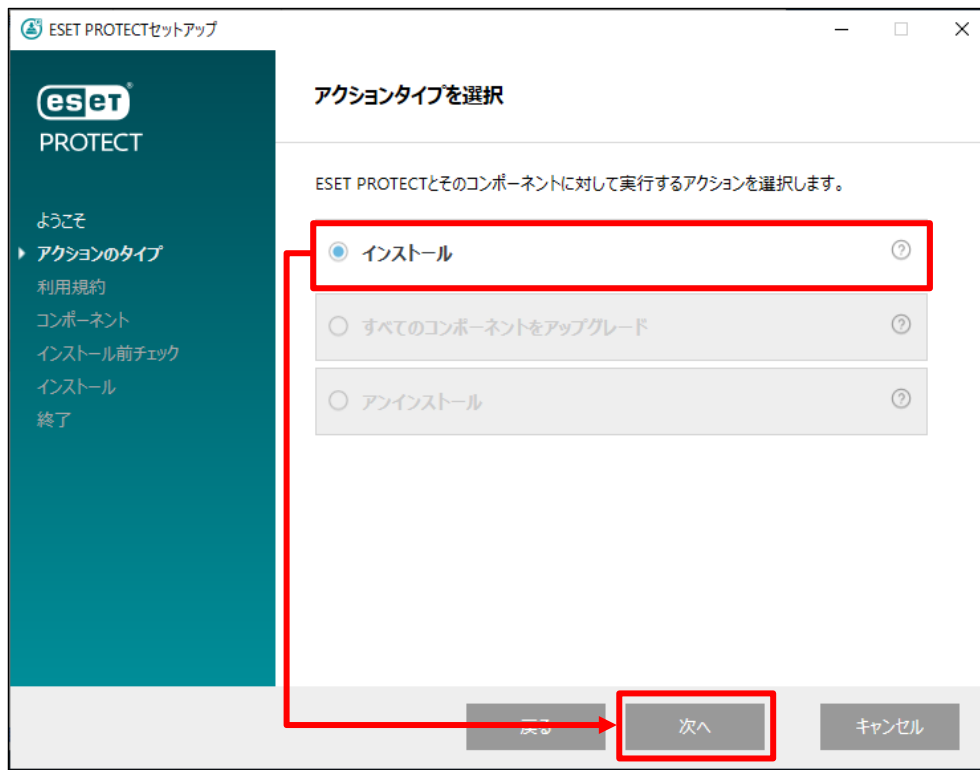 ESET PROTECTセットアップ
eseT
PROTECT
ようこそ
アクションのタイプ
利用規約
コンポーネント
インストール前チェック
インストール
終了
アクションタイプを選択
ESET PROTECTとそのコンポーネントに対して実行するアクションを選択します。
インストール
すべてのコンポーネントをアップグレード
アンインストール
戻る
次へ
キャンセル